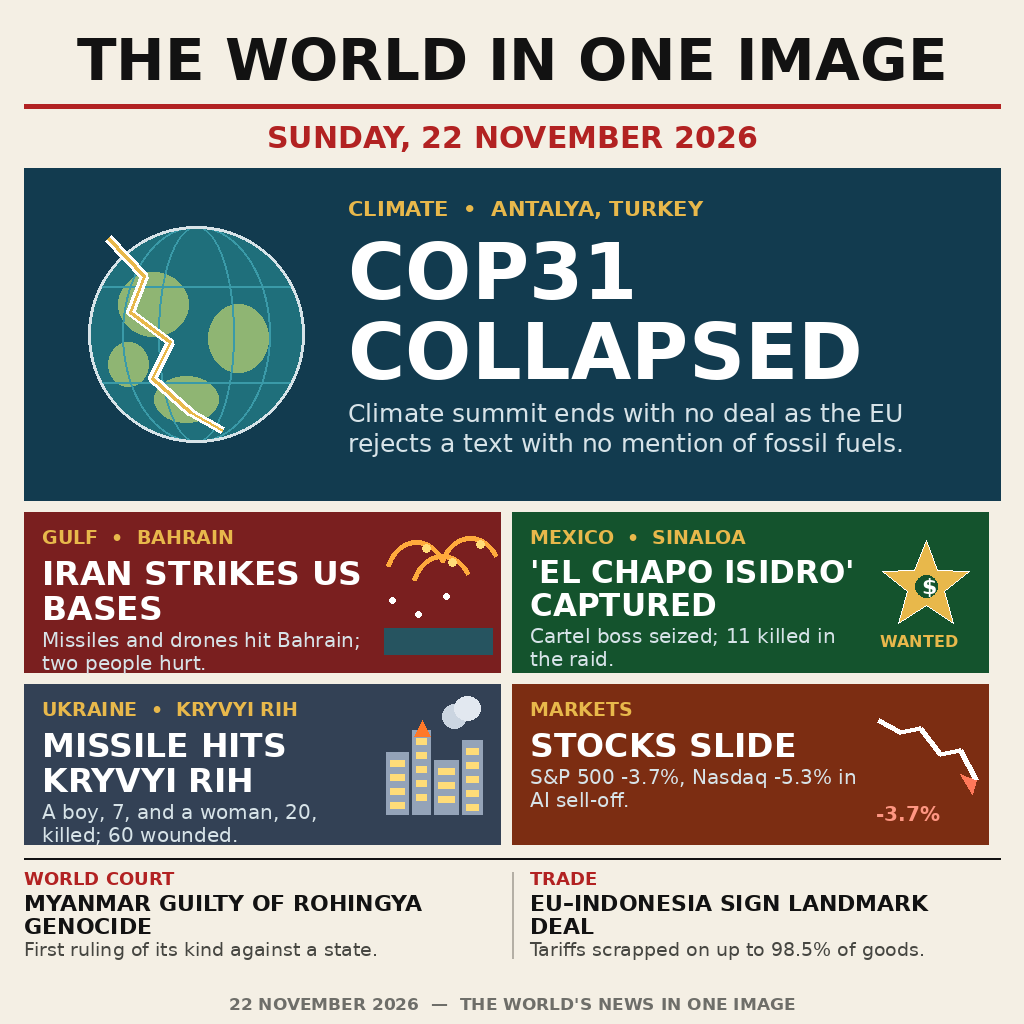 THE WORLD IN ONE IMAGE
SUNDAY, 22 NOVEMBER 2026
CLIMATE • ANTALYA, TURKEY
COP31
COLLAPSED
Climate summit ends with no deal as the EU
rejects a text with no mention of fossil fuels.
GULF • BAHRAIN
IRAN STRIKES US
BASES
Missiles and drones hit Bahrain;
two people hurt.
MEXICO • SINALOA
'EL CHAPO ISIDRO'
CAPTURED
Cartel boss seized; 11 killed in
the raid.
$
WANTED
UKRAINE • KRYVYI RIH
MISSILE HITS
KRYVYI RIH
A boy, 7, and a woman, 20,
killed; 60 wounded.
MARKETS
STOCKS SLIDE
S&P 500 -3.7%, Nasdaq -5.3% in
AI sell-off.
-3.7%
WORLD COURT
MYANMAR GUILTY OF ROHINGYA
GENOCIDE
First ruling of its kind against a state.
TRADE
EU–INDONESIA SIGN LANDMARK
DEAL
Tariffs scrapped on up to 98.5% of goods.
22 NOVEMBER 2026 — THE WORLD'S NEWS IN ONE IMAGE